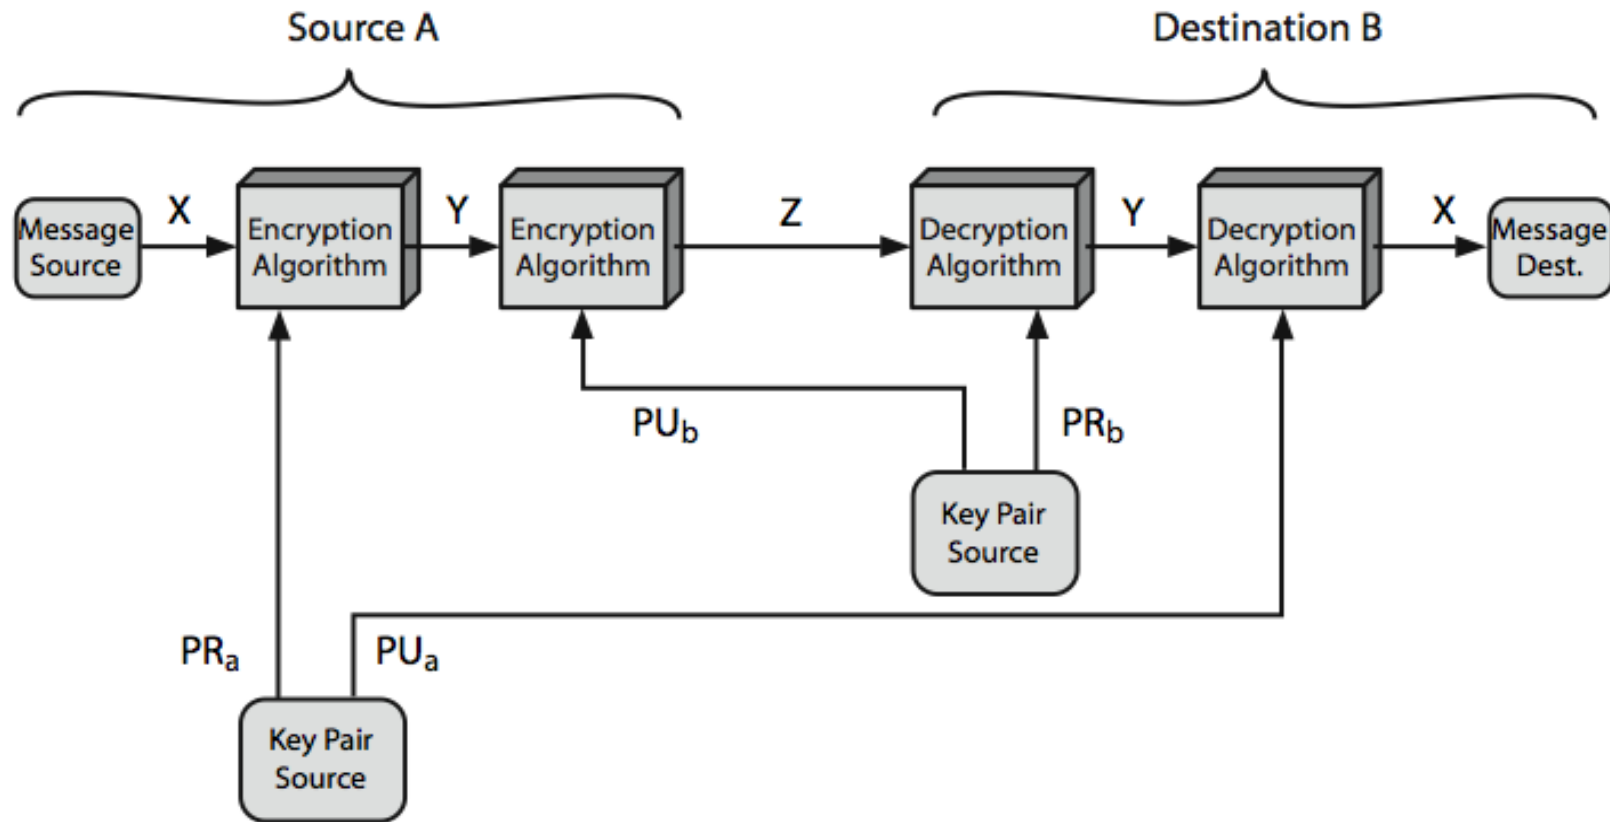 Source A
Destination B
Message
Source
X
Encryption
Algorithm
Y
Encryption
Algorithm
Z
Decryption
Algorithm
Y
Decryption
Algorithm
X
Message
Dest.
PUb
PRb
Key Pair
Source
PRa
PUa
Key Pair
Source